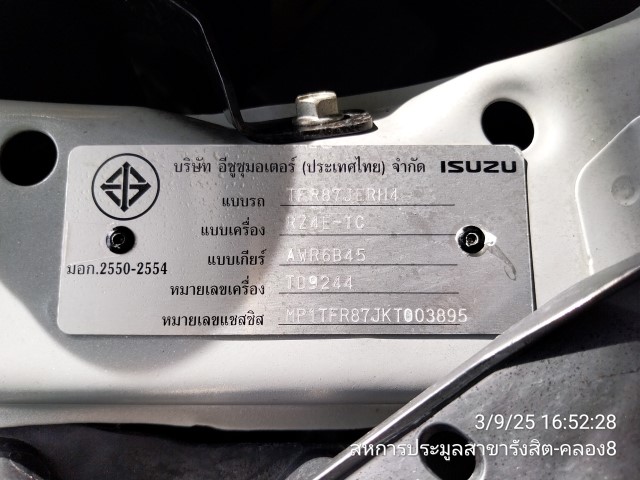 บริษัท อีซูซุมอเตอร์ (ประเทศไทย) จำกัด ISUZU
แบบรถ TFR87JERH4
แบบเครื่อง RZ4E-TC
แบบเกียร์ AWR6B45
มอก.2550-2554
หมายเลขเครื่อง TD9244
หมายเลขแชสซิส MP1TFR87JKT003895
3/9/25 16:52:28
สหการประมูลสาขารังสิต-คลอง8